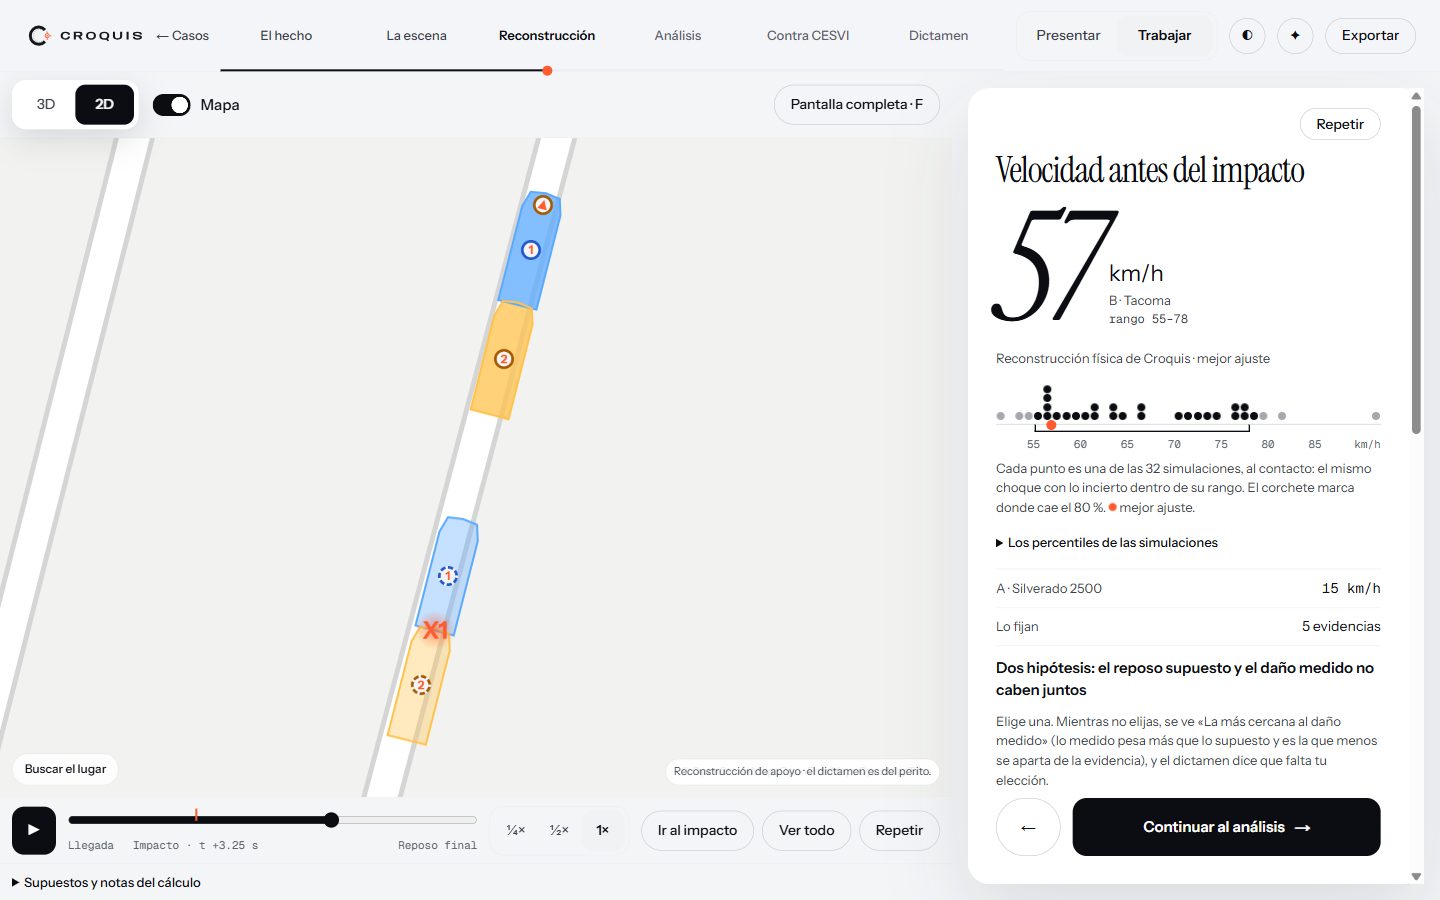 CROQUIS
← Casos
El hecho
La escena
Reconstrucción
Análisis
Contra CESVI
Dictamen
Presentar
Trabajar
Exportar
3D
2D
Mapa
Pantalla completa · F
1
2
1
X1
2
Buscar el lugar
Reconstrucción de apoyo · el dictamen es del perito.
Llegada
Impacto · t +3.25 s
Reposo final
¼×
½×
1×
Ir al impacto
Ver todo
Repetir
Supuestos y notas del cálculo
Repetir
Velocidad antes del impacto
57
km/h
B · Tacoma
rango 55–78
Reconstrucción física de Croquis · mejor ajuste
55 60 65 70 75 80 85 km/h
Cada punto es una de las 32 simulaciones, al contacto: el mismo
choque con lo incierto dentro de su rango. El corchete marca
donde cae el 80 %. mejor ajuste.
Los percentiles de las simulaciones
A · Silverado 2500 15 km/h
Lo fijan 5 evidencias
Dos hipótesis: el reposo supuesto y el daño medido no
caben juntos
Elige una. Mientras no elijas, se ve «La más cercana al daño
medido» (lo medido pesa más que lo supuesto y es la que menos
se aparta de la evidencia), y el dictamen dice que falta tu
elección.
←
Continuar al análisis →